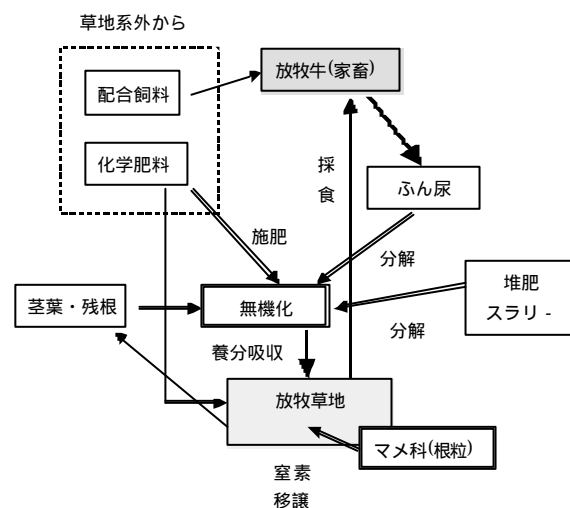 草地系外から
放牧牛(家畜)
配合飼料
化学肥料
採
食
ふん尿
施肥
分解
堆肥
スラリ -
茎葉・残根
無機化
分解
養分吸収
放牧草地
マメ科(根粒)
窒素
移譲